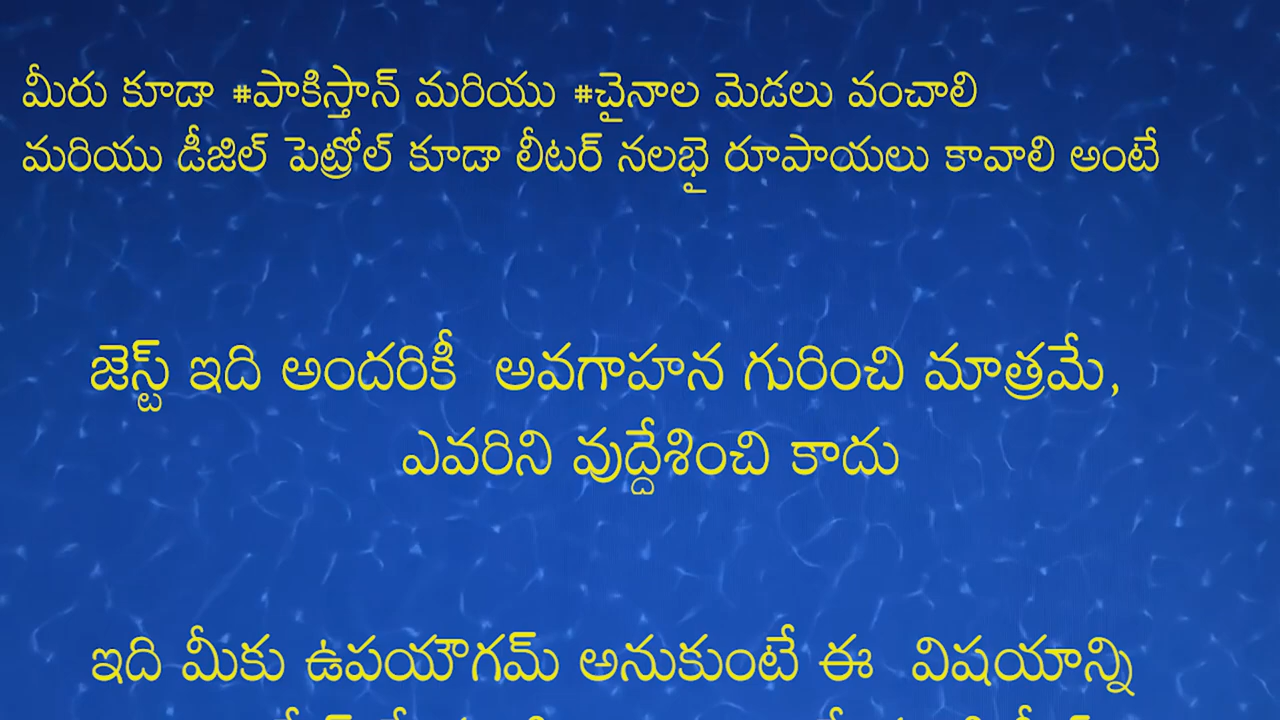 మీరు కూడా #పాకిస్తాన్ మరియు #చైనాల మెడలు వంచాలి
మరియు డీజిల్ పెట్రోల్ కూడా లీటర్ నలభై రూపాయలు కావాలి అంటే
జెస్ట్ ఇది అందరికీ అవగాహన గురించి మాత్రమే,
ఎవరిని వుద్దేశించి కాదు
ఇది మీకు ఉపయౌగమ్ అనుకుంటే ఈ విషయాన్ని